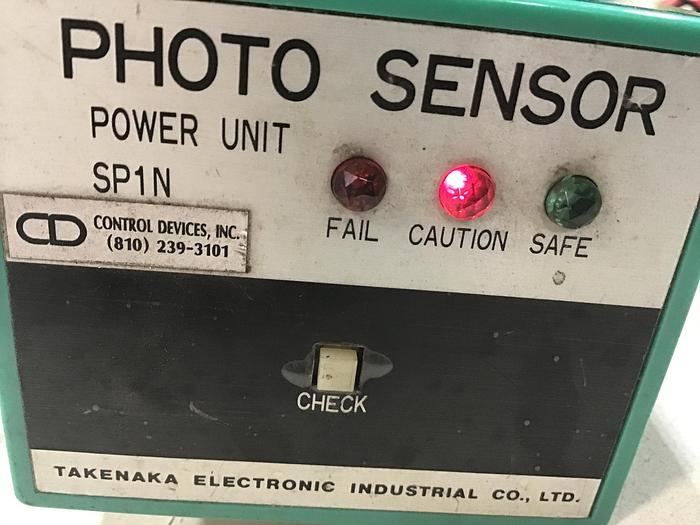 PHOTO SENSOR
POWER UNIT
SP1N
CD CONTROL DEVICES, INC.
(810) 239-3101
FAIL CAUTION SAFE
CHECK
TAKENAKA ELECTRONIC INDUSTRIAL CO., LTD.